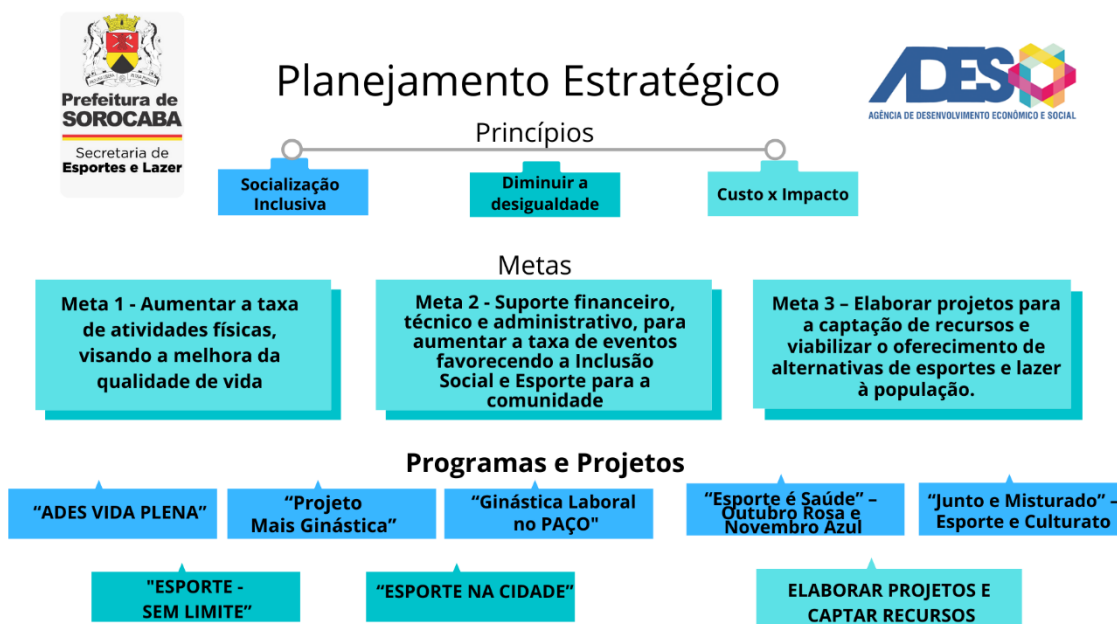 Prefeitura de
SOROCABA
Secretaria de
Esportes e Lazer
Planejamento Estratégico
ADES
AGÊNCIA DE DESENVOLVIMENTO ECONÔMICO E SOCIAL
Princípios
Socialização
Inclusiva
Diminuir a
desigualdade
Custo x Impacto
Metas
Meta 1 - Aumentar a taxa
de atividades físicas,
visando a melhora da
qualidade de vida
Meta 2 - Suporte financeiro,
técnico e administrativo, para
aumentar a taxa de eventos
favorecendo a Inclusão
Social e Esporte para a
comunidade
Meta 3 – Elaborar projetos para
a captação de recursos e
viabilizar o oferecimento de
alternativas de esportes e lazer
à população.
Programas e Projetos
“ADES VIDA PLENA”
“Projeto
Mais Ginástica”
“Ginástica Laboral
no PAÇO"
“Esporte é Saúde” –
Outubro Rosa e
Novembro Azul
“Junto e Misturado” –
Esporte e Culturato
"ESPORTE -
SEM LIMITE”
“ESPORTE NA CIDADE”
ELABORAR PROJETOS E
CAPTAR RECURSOS